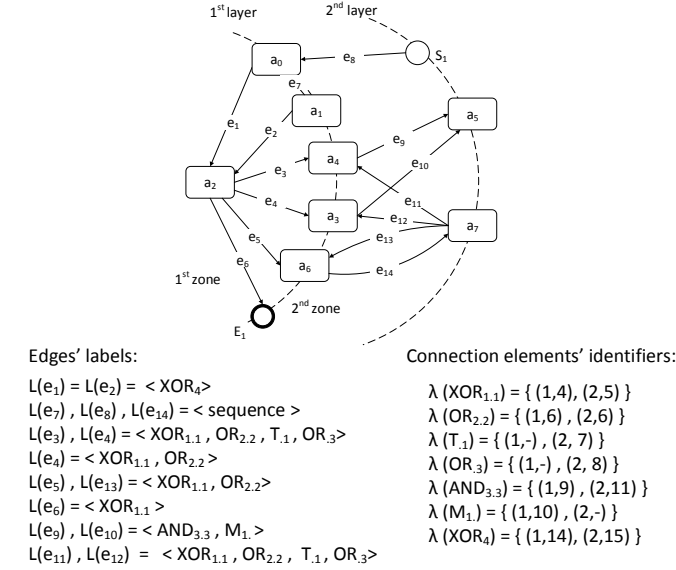 1st layer
2nd layer
a0
e8
S1
e7
a1
a5
e1
e2
e9
a4
e3
e10
a2
e4
e11
a3
e12
a7
e5
e13
e6
a6
e14
1st zone
2nd zone
E1
Edges' labels:
L(e1) = L(e2) = < XOR4>
L(e7) , L(e8) , L(e14) = < sequence >
L(e3) , L(e4) = < XOR1.1 , OR2.2 , T.1 , OR.3>
L(e4) = < XOR1.1 , OR2.2 >
L(e5) , L(e13) = < XOR1.1 , OR2.2>
L(e6) = < XOR1.1 >
L(e9) , L(e10) = < AND3.3 , M1. >
L(e11) , L(e12) = < XOR1.1 , OR2.2 , T.1 , OR.3>
Connection elements' identifiers:
λ (XOR1.1) = { (1,4), (2,5) }
λ (OR2.2) = { (1,6) , (2,6) }
λ (T.1) = { (1,-) , (2, 7) }
λ (OR.3) = { (1,-) , (2, 8) }
λ (AND3.3) = { (1,9) , (2,11) }
λ (M1.) = { (1,10) , (2,-) }
λ (XOR4) = { (1,14), (2,15) }